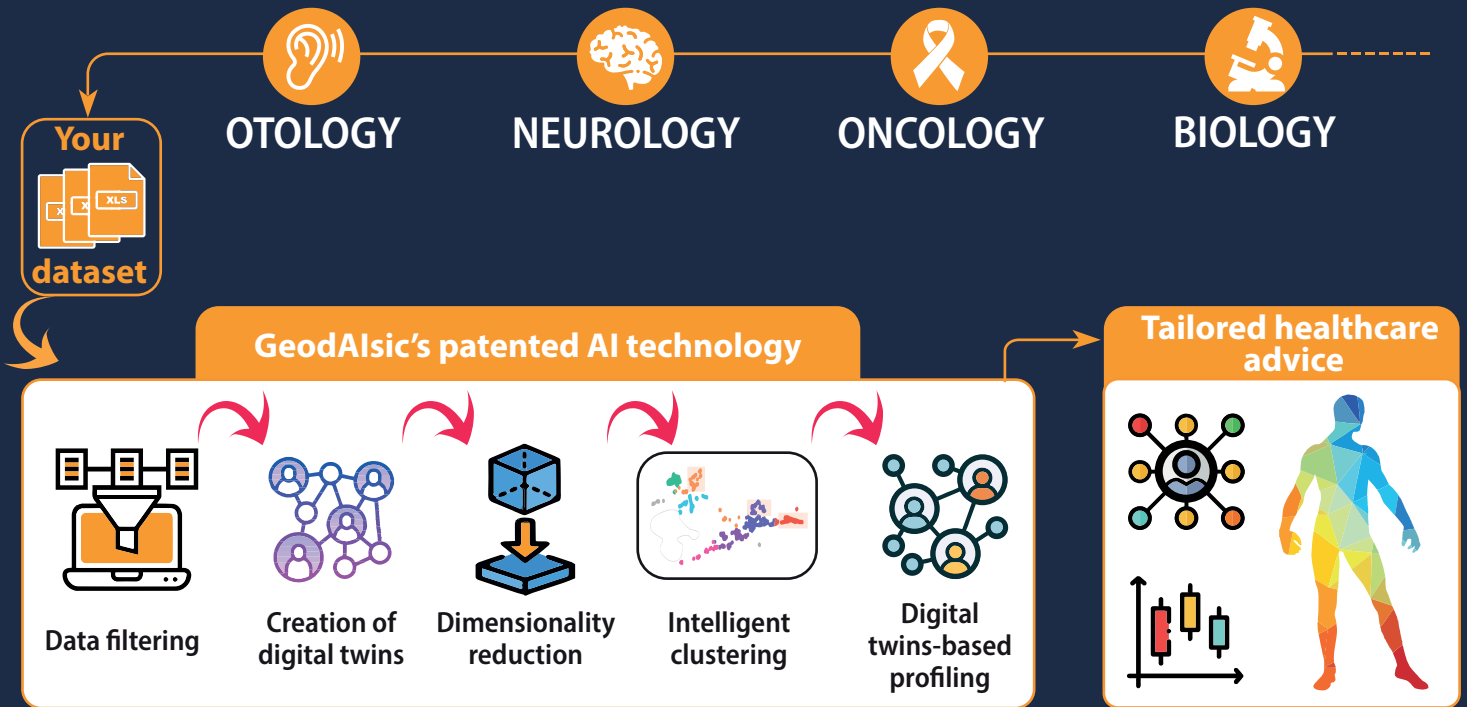 OTOLOGY
NEUROLOGY
ONCOLOGY
BIOLOGY
Your
X
X
XLS
dataset
GeodAIsic's patented AI technology
Tailored healthcare
advice
Data filtering
Creation of
digital twins
Dimensionality
reduction
Intelligent
clustering
Digital
twins-based
profiling